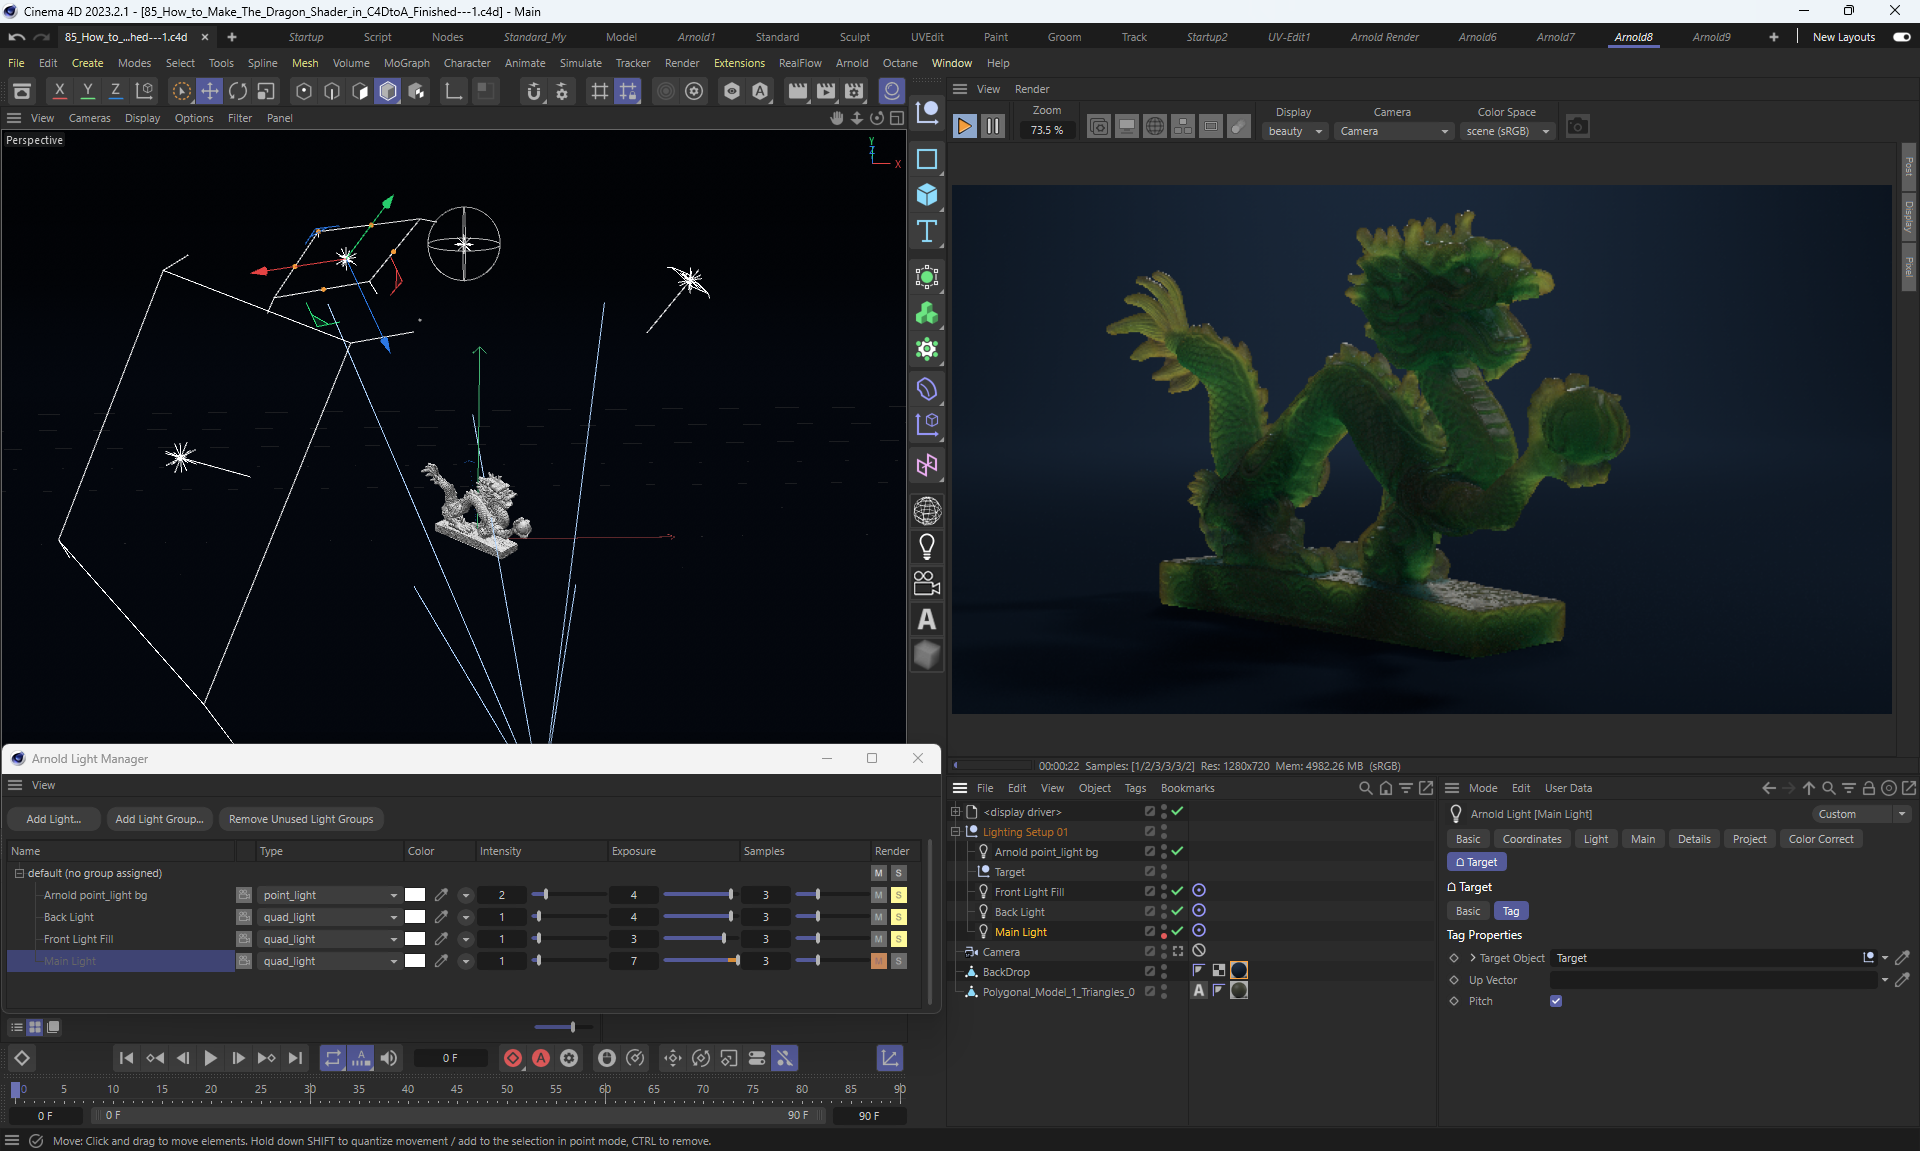 Cinema 4D 2023.2.1 - [85_How_to_Make_The_Dragon_Shader_in_C4DtoA_Finished---1.c4d] - Main
85_How_to_...hed---1.c4d Startup Script Nodes Standard_My Model Arnold1 Standard Sculpt UVEdit Paint Groom Track Startup2 UV-Edit1 Arnold Render Arnold6 Arnold7 Arnold8 Arnold9 New Layouts
File Edit Create Modes Select Tools Spline Mesh Volume MoGraph Character Animate Simulate Tracker Render Extensions RealFlow Arnold Octane Window Help
X Y Z
View Cameras Display Options Filter Panel
Perspective
Y
Z
X
View Render
Zoom Display Camera Color Space
73.5 % beauty Camera scene (sRGB)
Post
Display
Pixel
00:00:22 Samples: [1/2/3/3/3/2] Res: 1280x720 Mem: 4982.26 MB (sRGB)
Arnold Light Manager
View
Add Light... Add Light Group... Remove Unused Light Groups
Name Type Color Intensity Exposure Samples Render
default (no group assigned) M S
Arnold point_light bg point_light 2 4 3 M S
Back Light quad_light 1 4 3 M S
Front Light Fill quad_light 1 3 3 M S
Main Light quad_light 1 7 3 M S
File Edit View Object Tags Bookmarks
<display driver>
Lighting Setup 01
Arnold point_light bg
Target
Front Light Fill
Back Light
Main Light
Camera
BackDrop
Polygonal_Model_1_Triangles_0 A
Mode Edit User Data
Arnold Light [Main Light] Custom
Basic Coordinates Light Main Details Project Color Correct
Target
Target
Basic Tag
Tag Properties
Target Object Target
Up Vector
Pitch
0 F
0 5 10 15 20 25 30 35 40 45 50 55 60 65 70 75 80 85 90
0 F 0 F 90 F 90 F
Move: Click and drag to move elements. Hold down SHIFT to quantize movement / add to the selection in point mode, CTRL to remove.